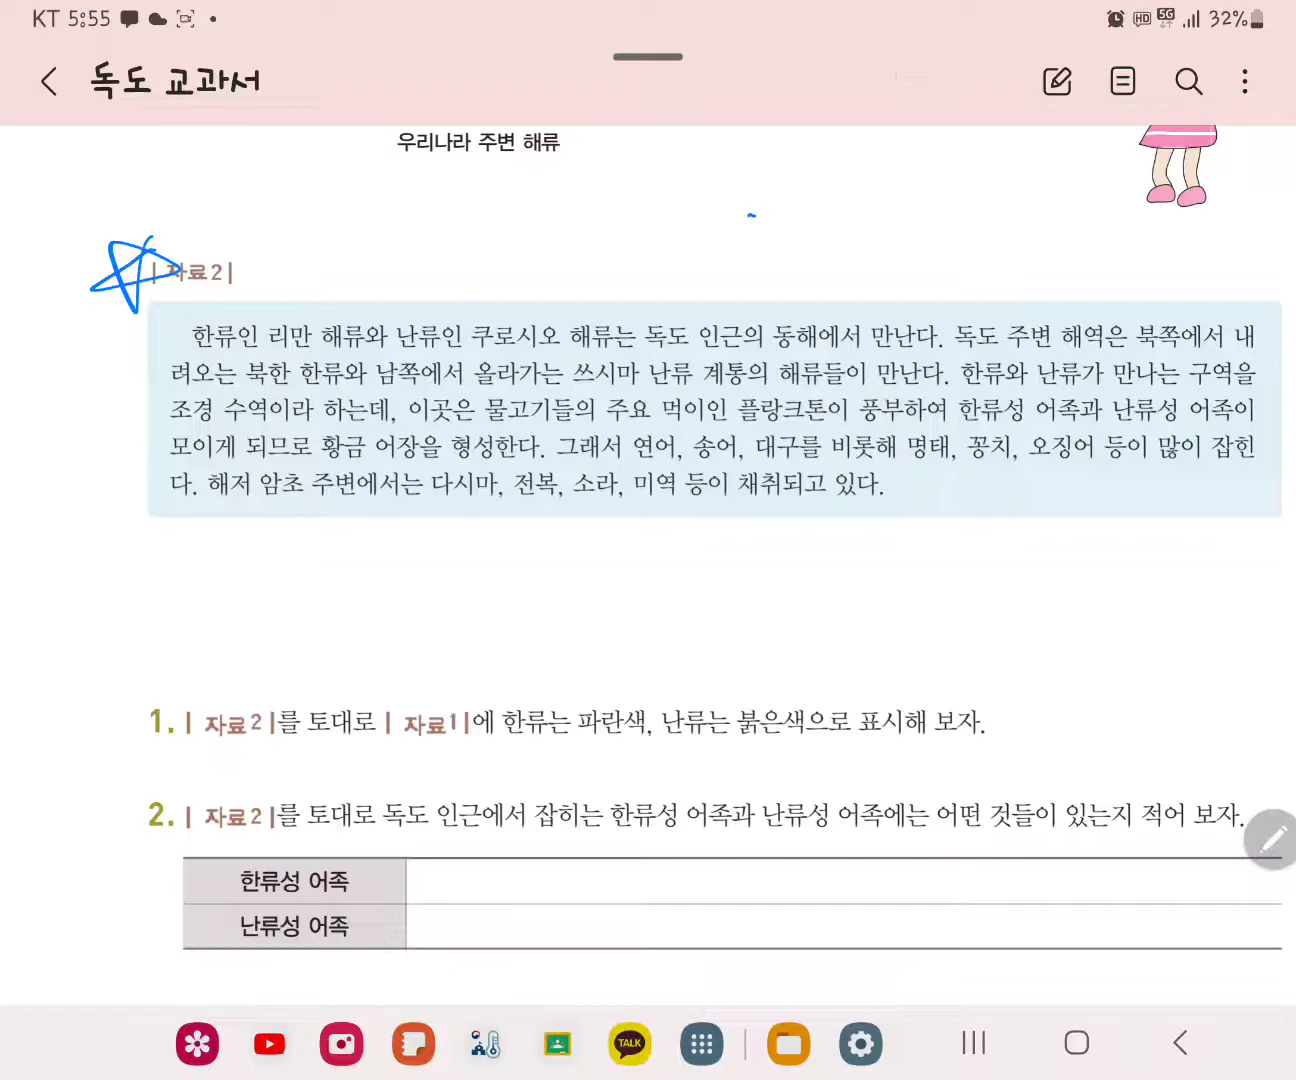 KT 5:55
HD 5G 32%
독도 교과서
우리나라 주변 해류
| 자료2 |
한류인 리만 해류와 난류인 쿠로시오 해류는 독도 인근의 동해에서 만난다. 독도 주변 해역은 북쪽에서 내
려오는 북한 한류와 남쪽에서 올라가는 쓰시마 난류 계통의 해류들이 만난다. 한류와 난류가 만나는 구역을
조경 수역이라 하는데, 이곳은 물고기들의 주요 먹이인 플랑크톤이 풍부하여 한류성 어족과 난류성 어족이
모이게 되므로 황금 어장을 형성한다. 그래서 연어, 송어, 대구를 비롯해 명태, 꽁치, 오징어 등이 많이 잡힌
다. 해저 암초 주변에서는 다시마, 전복, 소라, 미역 등이 채취되고 있다.
1. | 자료2 |를 토대로 | 자료1 |에 한류는 파란색, 난류는 붉은색으로 표시해 보자.
2. | 자료2 |를 토대로 독도 인근에서 잡히는 한류성 어족과 난류성 어족에는 어떤 것들이 있는지 적어 보자.
한류성 어족
난류성 어족
TALK